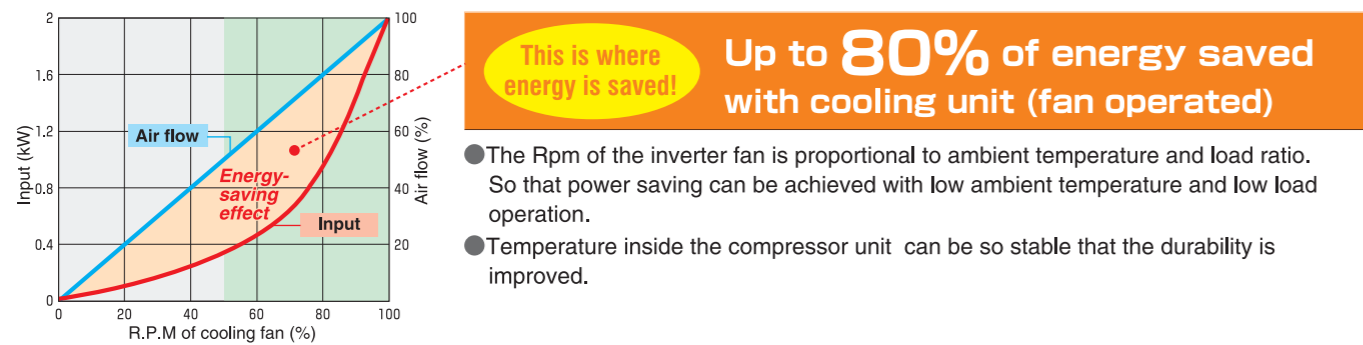 2
1.6
1.2
0.8
0.4
0
Input (kW)
100
80
60
40
20
Air flow (%)
Air flow
Energy-
saving
effect
Input
0 20 40 60 80 100
R.P.M of cooling fan (%)
This is where
energy is saved!
Up to 80% of energy saved
with cooling unit (fan operated)
●The Rpm of the inverter fan is proportional to ambient temperature and load ratio.
So that power saving can be achieved with low ambient temperature and low load
operation.
●Temperature inside the compressor unit can be so stable that the durability is
improved.